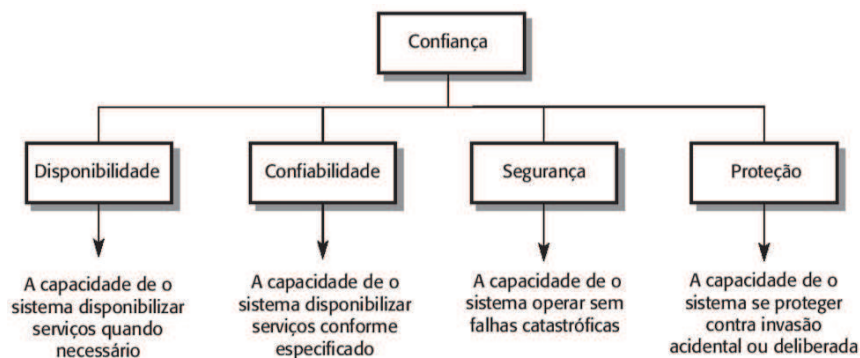 Confiança
Disponibilidade
Confiabilidade
Segurança
Proteção
A capacidade de o
sistema disponibilizar
serviços quando
necessário
A capacidade de o
sistema disponibilizar
serviços conforme
especificado
A capacidade de o
sistema operar sem
falhas catastróficas
A capacidade de o
sistema se proteger
contra invasão
acidental ou deliberada